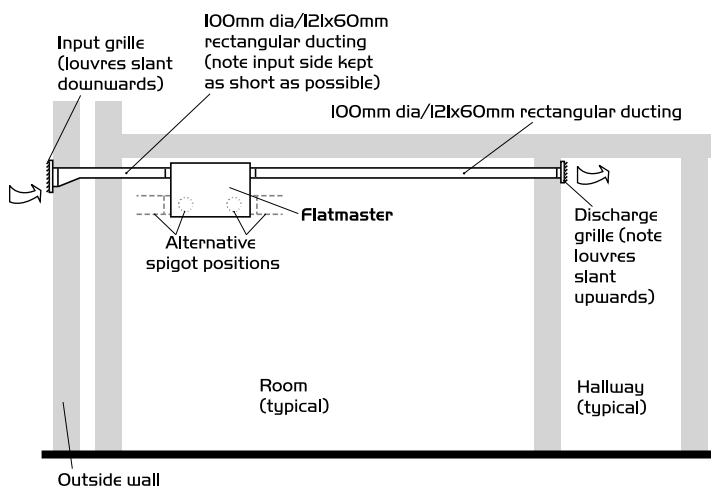 Input grille
(louvres slant
downwards)
100mm dia/121x60mm
rectangular ducting
(note input side kept
as short as possible)
100mm dia/121x60mm rectangular ducting
Flatmaster
Alternative
spigot positions
Discharge
grille (note
louvres
slant
upwards)
Room
(typical)
Hallway
(typical)
Outside wall